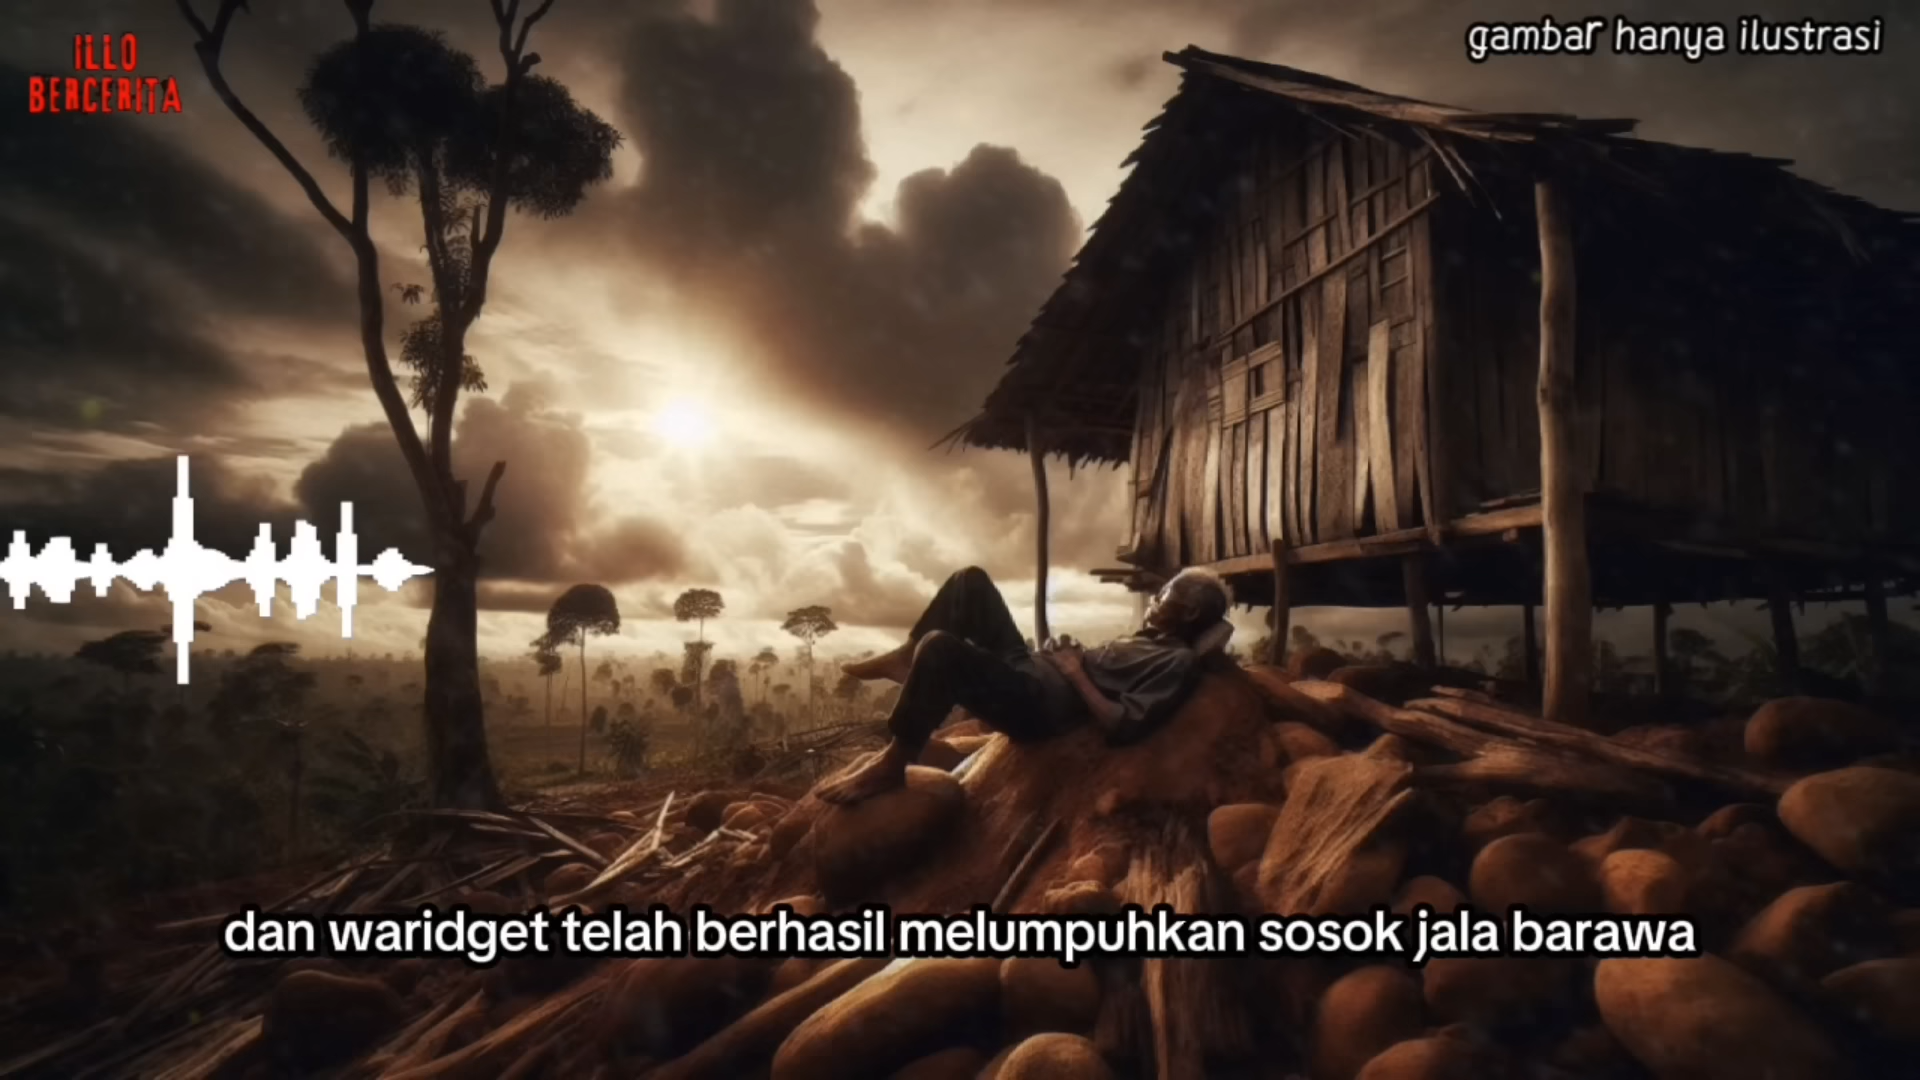 ILLO
BERCERITA
gambar hanya ilustrasi
dan waridget telah berhasil melumpuhkan sosok jala barawa